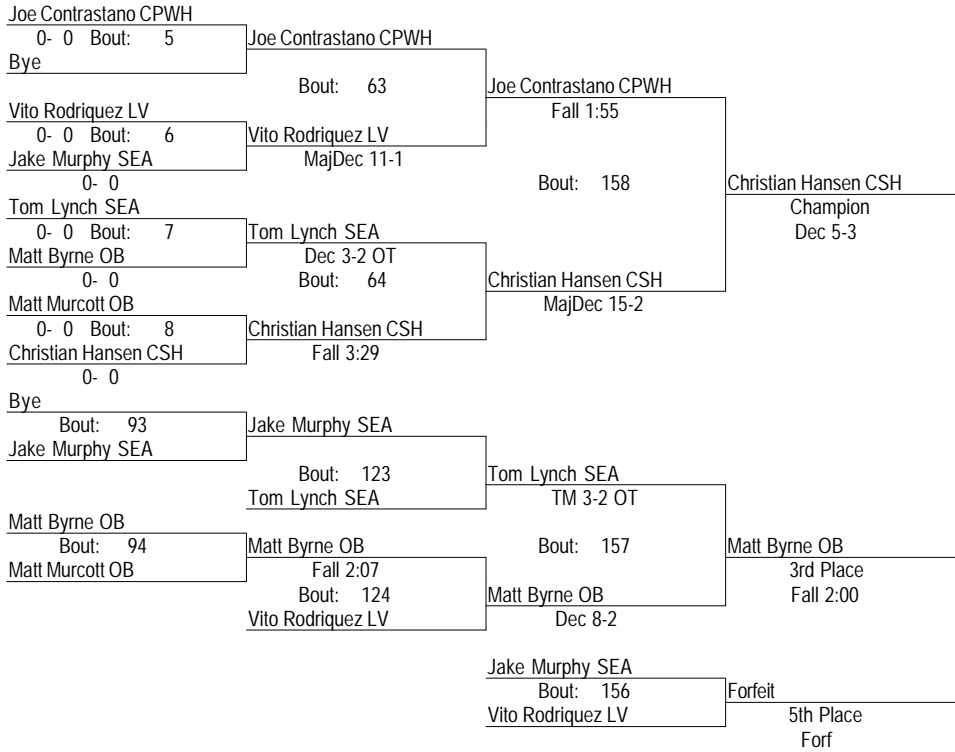 Joe Contrastano CPWH
0- 0 Bout: 5
Bye
Joe Contrastano CPWH
Bout: 63
Vito Rodriquez LV
0- 0 Bout: 6
Jake Murphy SEA
0- 0
Vito Rodriquez LV
MajDec 11-1
Joe Contrastano CPWH
Fall 1:55
Bout: 158
Tom Lynch SEA
0- 0 Bout: 7
Matt Byrne OB
0- 0
Tom Lynch SEA
Dec 3-2 OT
Bout: 64
Matt Murcott OB
0- 0 Bout: 8
Christian Hansen CSH
0- 0
Christian Hansen CSH
Fall 3:29
Christian Hansen CSH
MajDec 15-2
Christian Hansen CSH
Champion
Dec 5-3
Bye
Bout: 93
Jake Murphy SEA
Jake Murphy SEA
Bout: 123
Tom Lynch SEA
Tom Lynch SEA
TM 3-2 OT
Bout: 157
Matt Byrne OB
Bout: 94
Matt Murcott OB
Matt Byrne OB
Fall 2:07
Bout: 124
Vito Rodriquez LV
Matt Byrne OB
Dec 8-2
Matt Byrne OB
3rd Place
Fall 2:00
Jake Murphy SEA
Bout: 156
Vito Rodriquez LV
Forfeit
5th Place
Forf